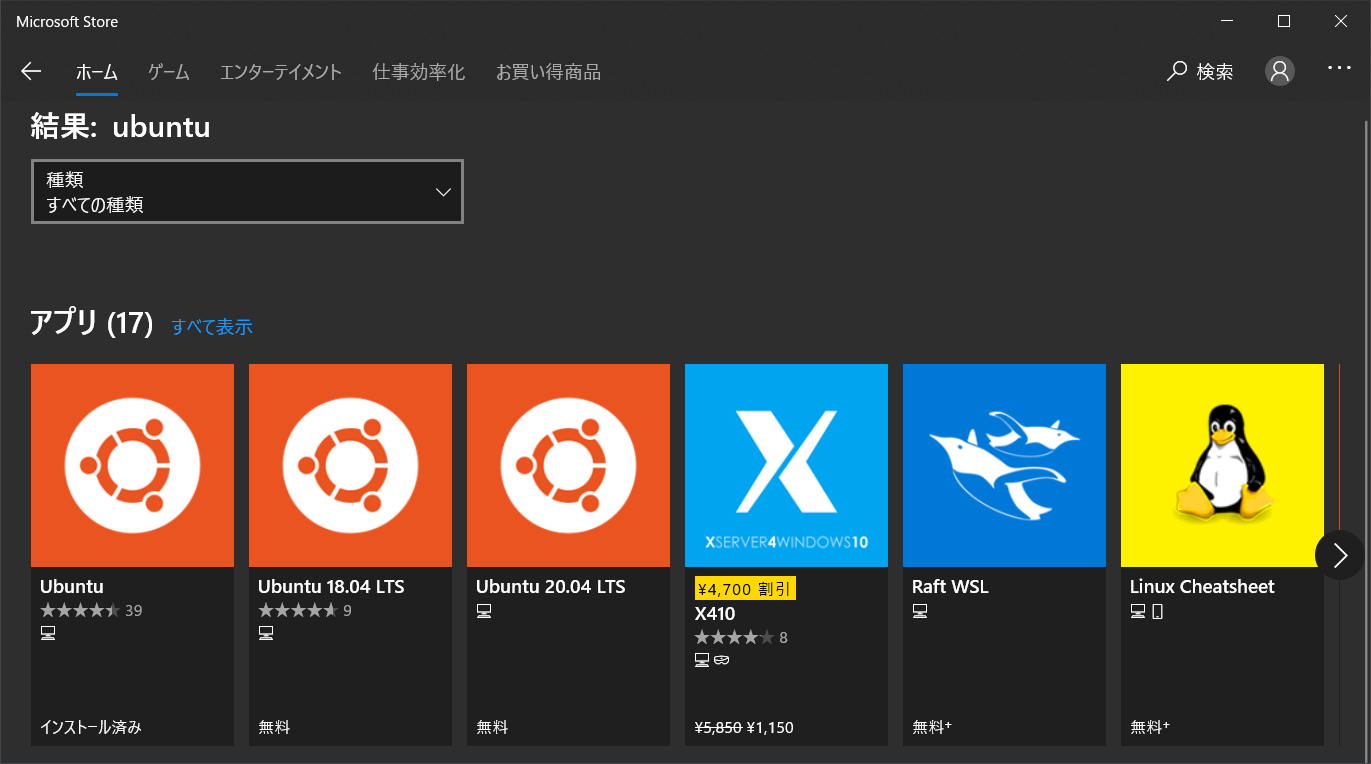 Microsoft Store
ホーム ゲーム エンターテイメント 仕事効率化 お買い得商品 検索
結果: ubuntu
種類
すべての種類
アプリ (17) すべて表示
XSERVER4WINDOWS10
Ubuntu
39
インストール済み
Ubuntu 18.04 LTS
9
無料
Ubuntu 20.04 LTS
無料
¥4,700 割引
X410
8
¥5,850 ¥1,150
Raft WSL
無料+
Linux Cheatsheet
無料+